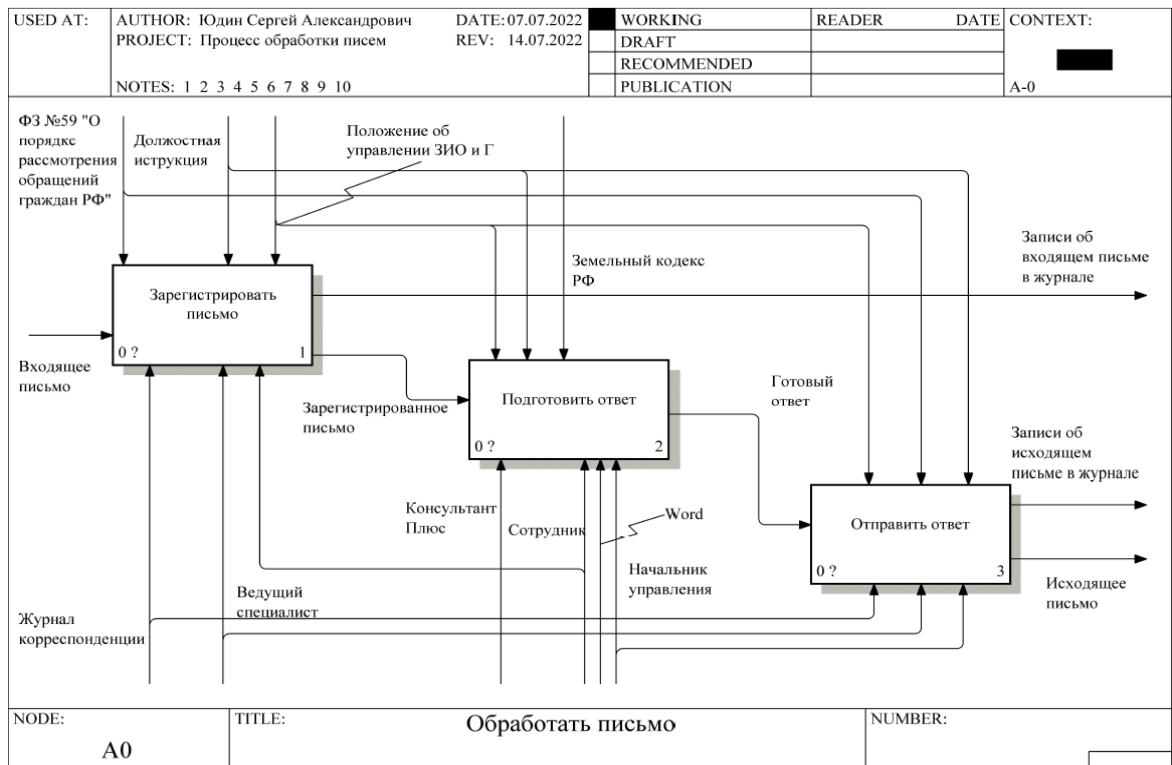 USED AT:
AUTHOR: Юдин Сергей Александрович
DATE: 07.07.2022
PROJECT: Процесс обработки писем
REV: 14.07.2022
NOTES: 1 2 3 4 5 6 7 8 9 10
WORKING
DRAFT
RECOMMENDED
PUBLICATION
READER
DATE
CONTEXT:
A-0
ФЗ №59 "О
порядке
рассмотрения
обращений
граждан РФ"
Должостная
иструкция
Положение об
управлении ЗИО и Г
Земельный кодекс
РФ
Записи об
входящем письме
в журнале
Зарегистрировать
письмо
0 ?
1
Входящее
письмо
Зарегистрированное
письмо
Подготовить ответ
0 ?
2
Готовый
ответ
Записи об
исходящем
письме в журнале
Отправить ответ
0 ?
3
Исходящее
письмо
Консультант
Плюс
Сотрудник
Word
Начальник
управления
Ведущий
специалист
Журнал
корреспонденции
NODE:
A0
TITLE:
Обработать письмо
NUMBER: